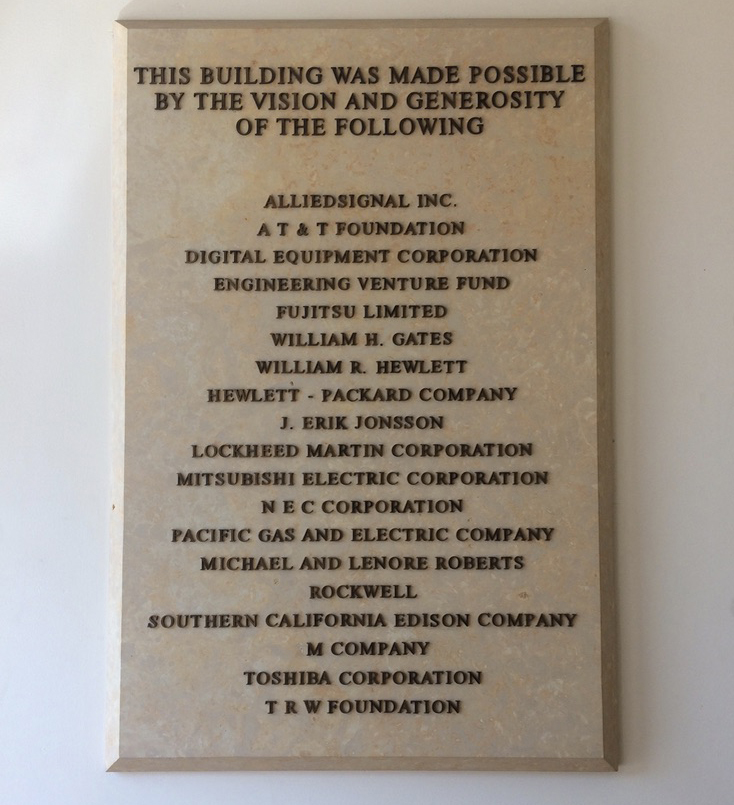 THIS BUILDING WAS MADE POSSIBLE
BY THE VISION AND GENEROSITY
OF THE FOLLOWING
ALLIEDSIGNAL INC.
A T & T FOUNDATION
DIGITAL EQUIPMENT CORPORATION
ENGINEERING VENTURE FUND
FUJITSU LIMITED
WILLIAM H. GATES
WILLIAM R. HEWLETT
HEWLETT - PACKARD COMPANY
J. ERIK JONSSON
LOCKHEED MARTIN CORPORATION
MITSUBISHI ELECTRIC CORPORATION
N E C CORPORATION
PACIFIC GAS AND ELECTRIC COMPANY
MICHAEL AND LENORE ROBERTS
ROCKWELL
SOUTHERN CALIFORNIA EDISON COMPANY
M COMPANY
TOSHIBA CORPORATION
T R W FOUNDATION